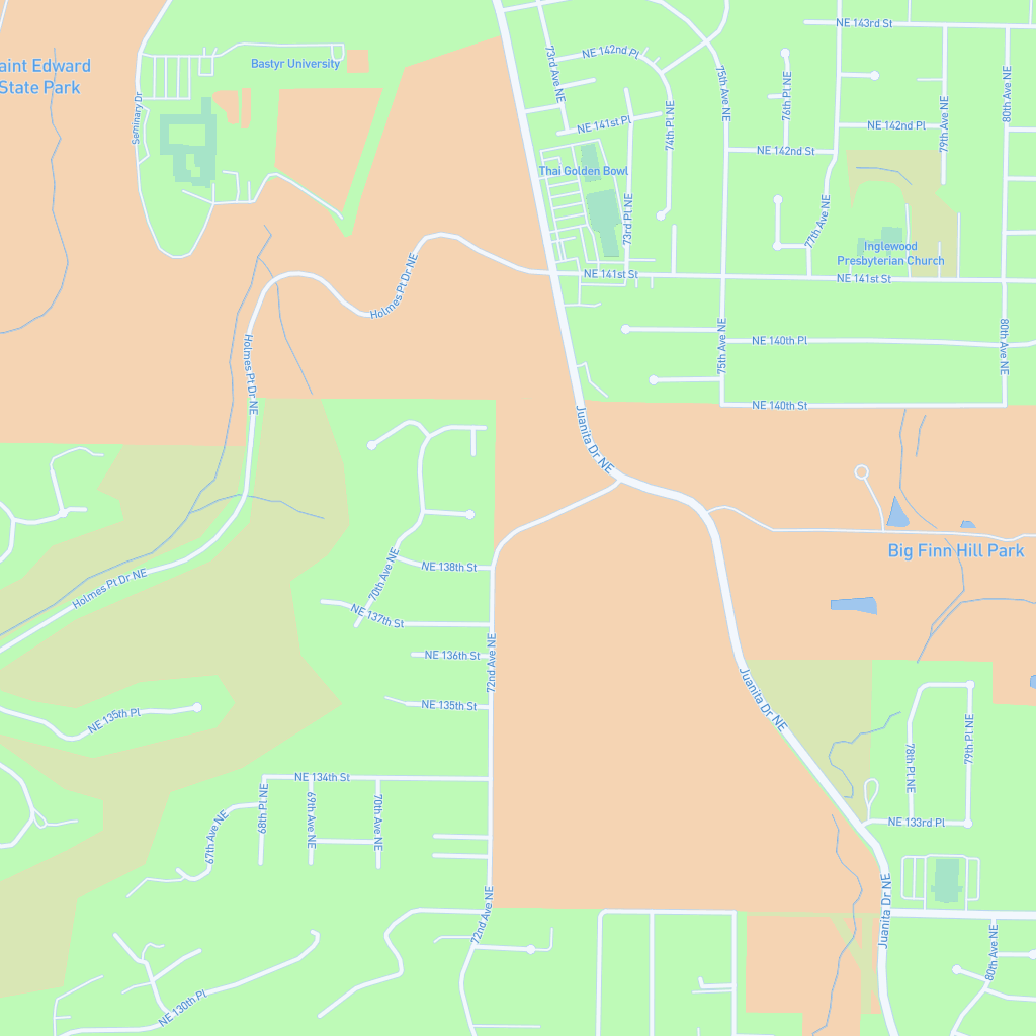 NE 143rd St
73rd Ave NE
NE 142nd Pl
Bastyr University
aint Edward
State Park
75th Ave NE
76th Pl NE
80th Ave NE
79th Ave NE
Seminary Dr
NE 141st Pl
74th Pl NE
NE 142nd Pl
NE 142nd St
Thai Golden Bowl
73rd Pl NE
77th Ave NE
Inglewood
Presbyterian Church
NE 141st St
NE 141st St
Holmes Pt Dr NE
75th Ave NE
NE 140th Pl
80th Ave NE
Holmes Pt Dr NE
NE 140th St
Juanita Dr NE
Big Finn Hill Park
70th Ave NE
NE 138th St
Holmes Pt Dr NE
NE 137th St
72nd Ave NE
NE 136th St
NE 135th St
Juanita Dr NE
NE 135th Pl
79th Pl NE
78th Pl NE
NE 134th St
68th Pl NE
69th Ave NE
70th Ave NE
67th Ave NE
NE 133rd Pl
72nd Ave NE
Juanita Dr NE
80th Ave NE
NE 130th Pl